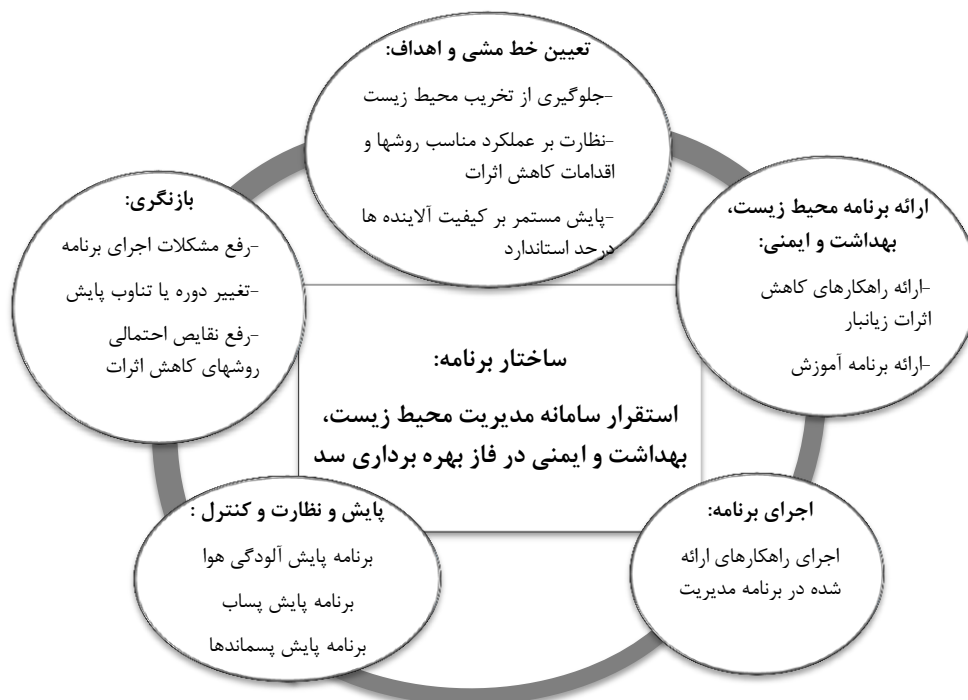 تعیین خط مشی و اهداف:
-جلوگیری از تخریب محیط زیست
-نظارت بر عملکرد مناسب روشها و
اقدامات کاهش اثرات
-پایش مستمر بر کیفیت آلاینده ها
درحد استاندارد
ارائه برنامه محیط زیست،
بهداشت و ایمنی:
-ارائه راهکارهای کاهش
اثرات زیانبار
-ارائه برنامه آموزش
اجرای برنامه:
اجرای راهکارهای ارائه
شده در برنامه مدیریت
پایش و نظارت و کنترل :
برنامه پایش آلودگی هوا
برنامه پایش پساب
برنامه پایش پسماندها
بازنگری:
-رفع مشکلات اجرای برنامه
-تغییر دوره یا تناوب پایش
-رفع نقایص احتمالی
روشهای کاهش اثرات
ساختار برنامه:
استقرار سامانه مدیریت محیط زیست،
بهداشت و ایمنی در فاز بهره برداری سد